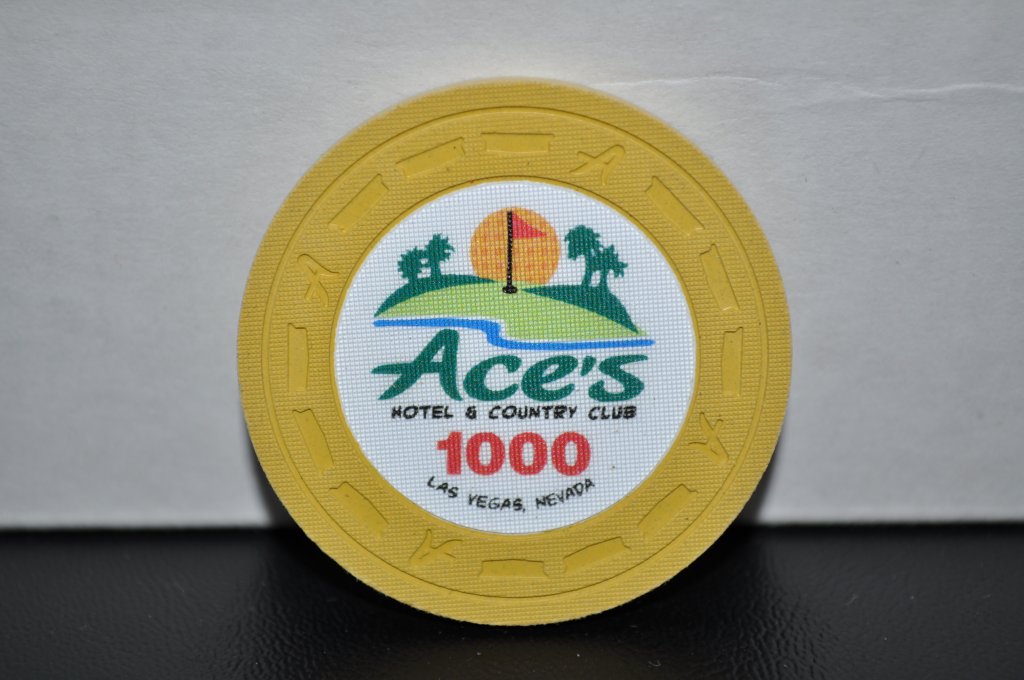 Ace's
HOTEL & COUNTRY CLUB
1000
LAS VEGAS, NEVADA